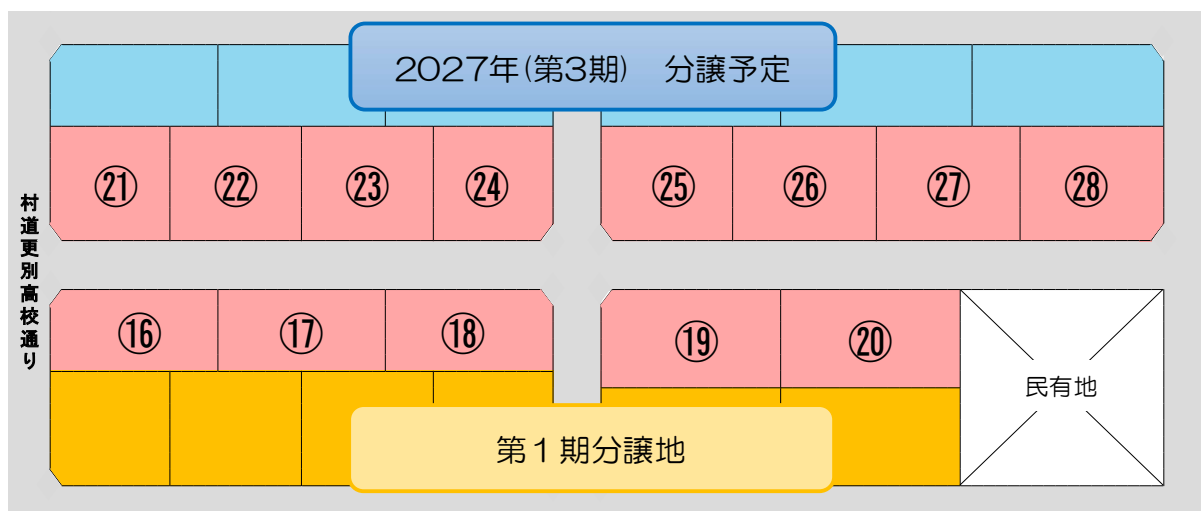 2027年(第3期)　分譲予定
㉑ ㉒ ㉓ ㉔ ㉕ ㉖ ㉗ ㉘
村道更別高校通り
⑯ ⑰ ⑱ ⑲ ⑳
民有地
第1期分譲地